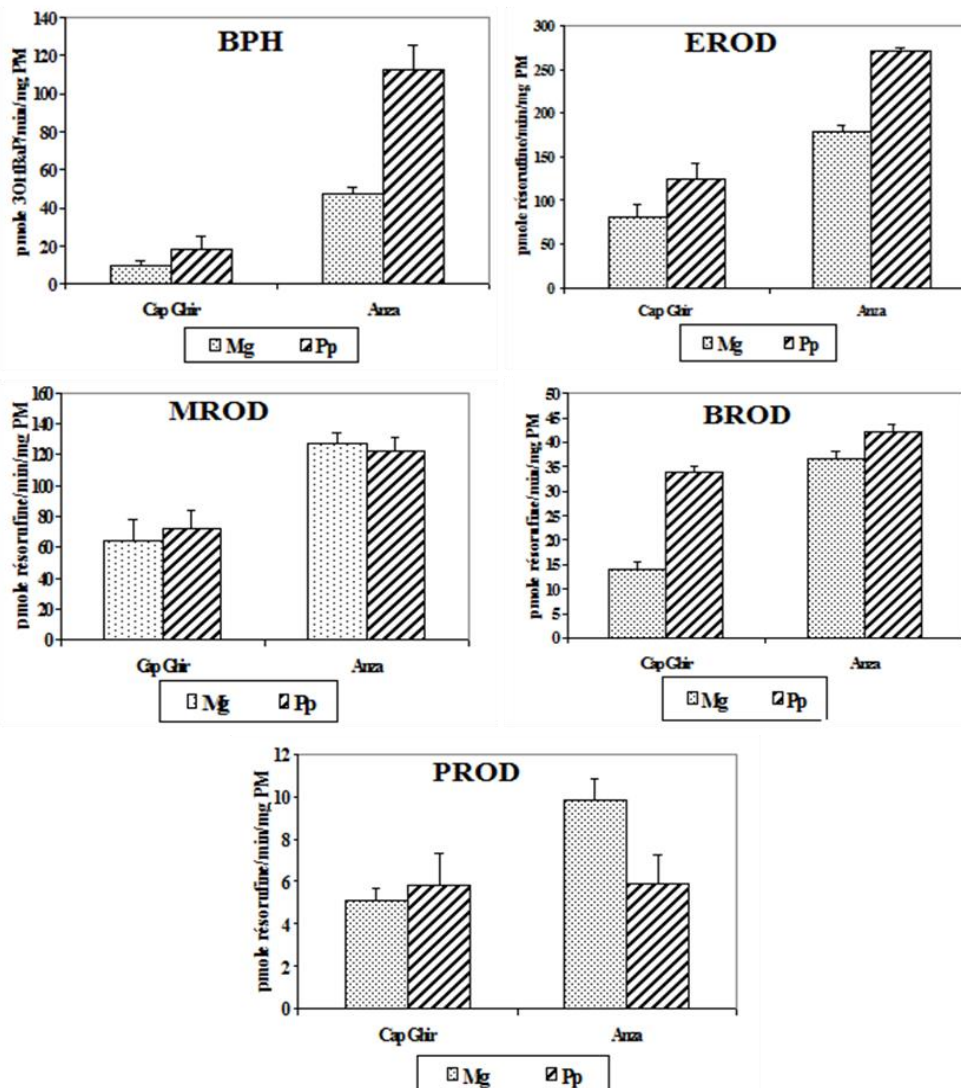 BPH
pmole 3OHBaP/min/mg PM
140
120
100
80
60
40
20
0
Cap Ghir Anza
Mg Pp
EROD
pmole résorufine/min/mg PM
300
250
200
150
100
50
0
Cap Ghir Anza
Mg Pp
MROD
pmole résorufine/min/mg PM
160
140
120
100
80
60
40
20
0
Cap Ghir Anza
Mg Pp
BROD
pmole résorufine/min/mg PM
50
45
40
35
30
25
20
15
10
5
0
Cap Ghir Anza
Mg Pp
PROD
pmole résorufine/min/mg PM
12
10
8
6
4
2
0
Cap Ghir Anza
Mg Pp